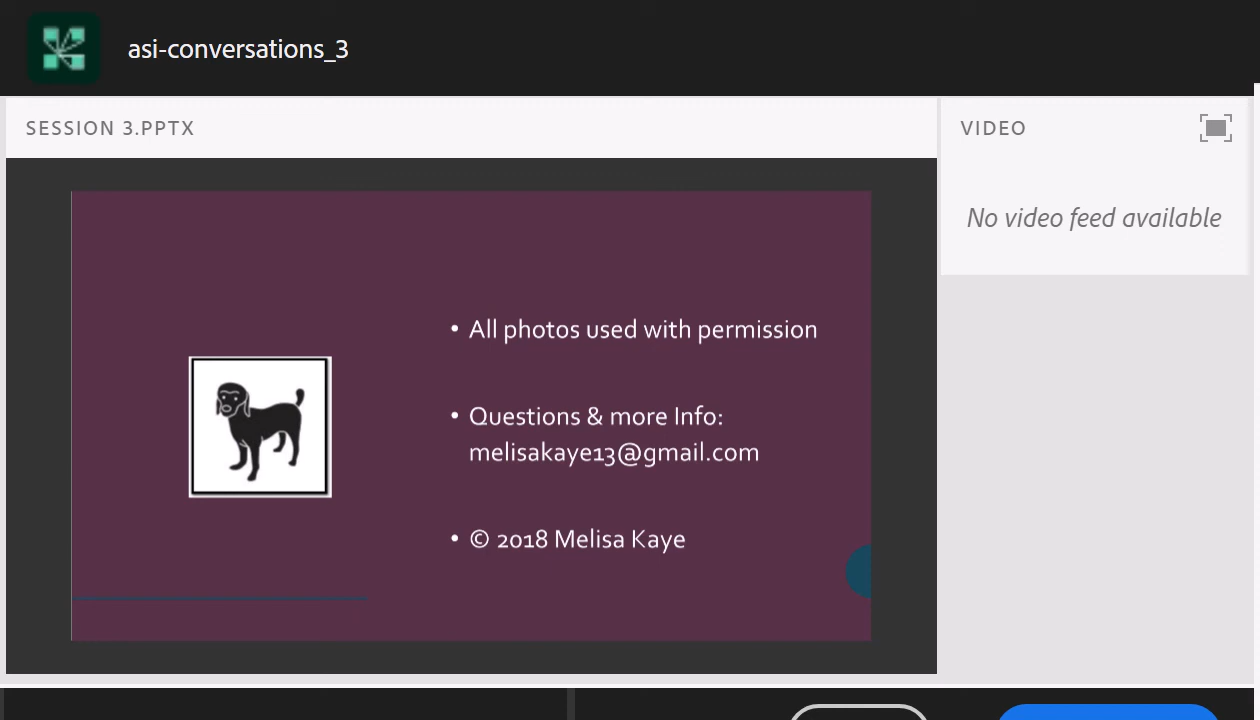 asi-conversations_3
SESSION 3.PPTX
VIDEO
No video feed available
• All photos used with permission
• Questions & more Info:
melisakaye13@gmail.com
• © 2018 Melisa Kaye